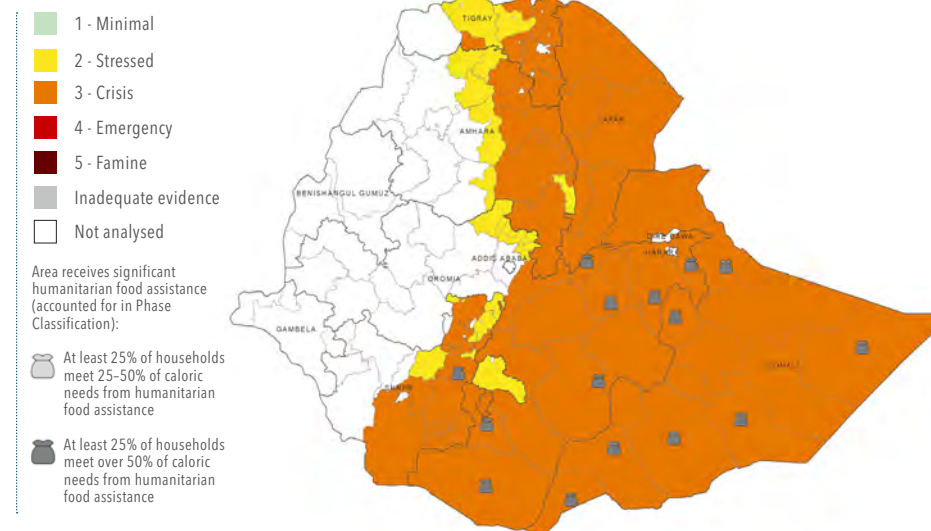 1 - Minimal
2 - Stressed
3 - Crisis
4 - Emergency
5 - Famine
Inadequate evidence
Not analysed
Area receives significant
humanitarian food assistance
(accounted for in Phase
Classification):
At least 25% of households
meet 25–50% of caloric
needs from humanitarian
food assistance
At least 25% of households
meet over 50% of caloric
needs from humanitarian
food assistance
TIGRAY
AFAR
AMHARA
BENISHANGUL GUMUZ
DIRE DAWA
HARARI
ADDIS ABABA
OROMIA
GAMBELA
SOMALI